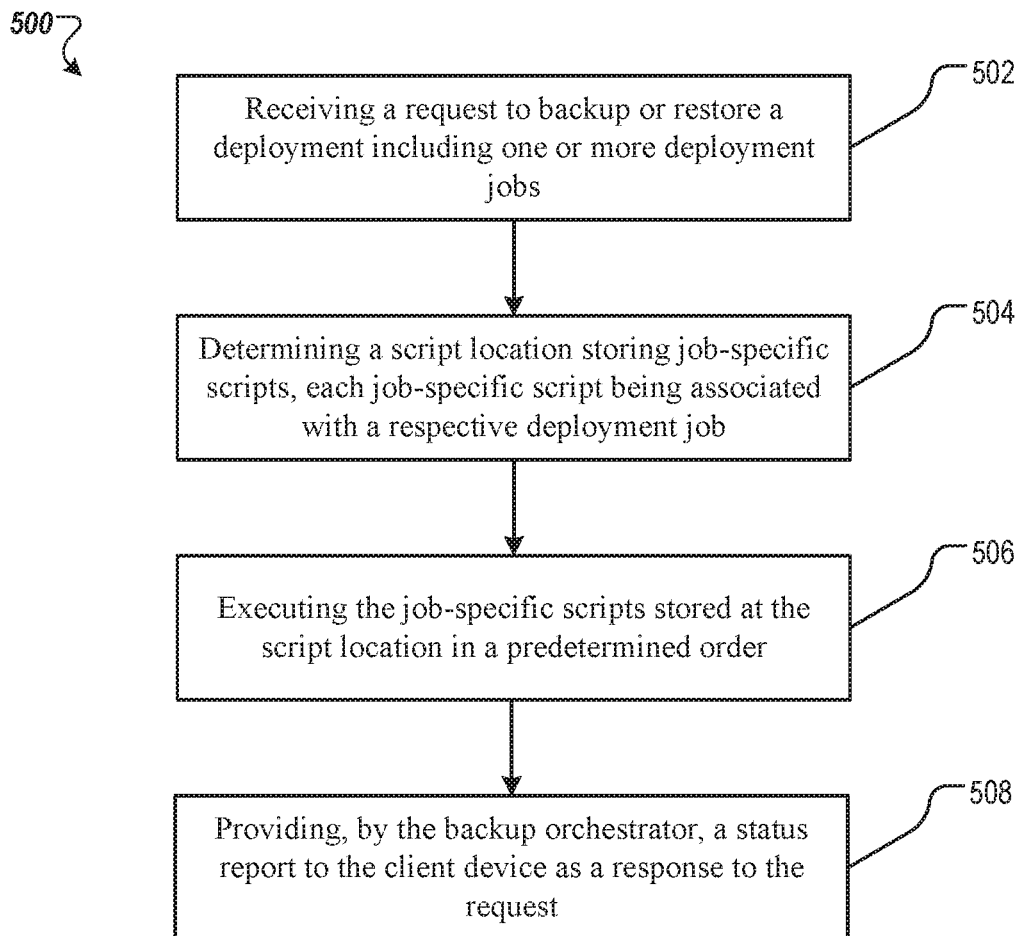 500
502
Receiving a request to backup or restore a
deployment including one or more deployment
jobs
504
Determining a script location storing job-specific
scripts, each job-specific script being associated
with a respective deployment job
506
Executing the job-specific scripts stored at the
script location in a predetermined order
508
Providing, by the backup orchestrator, a status
report to the client device as a response to the
request